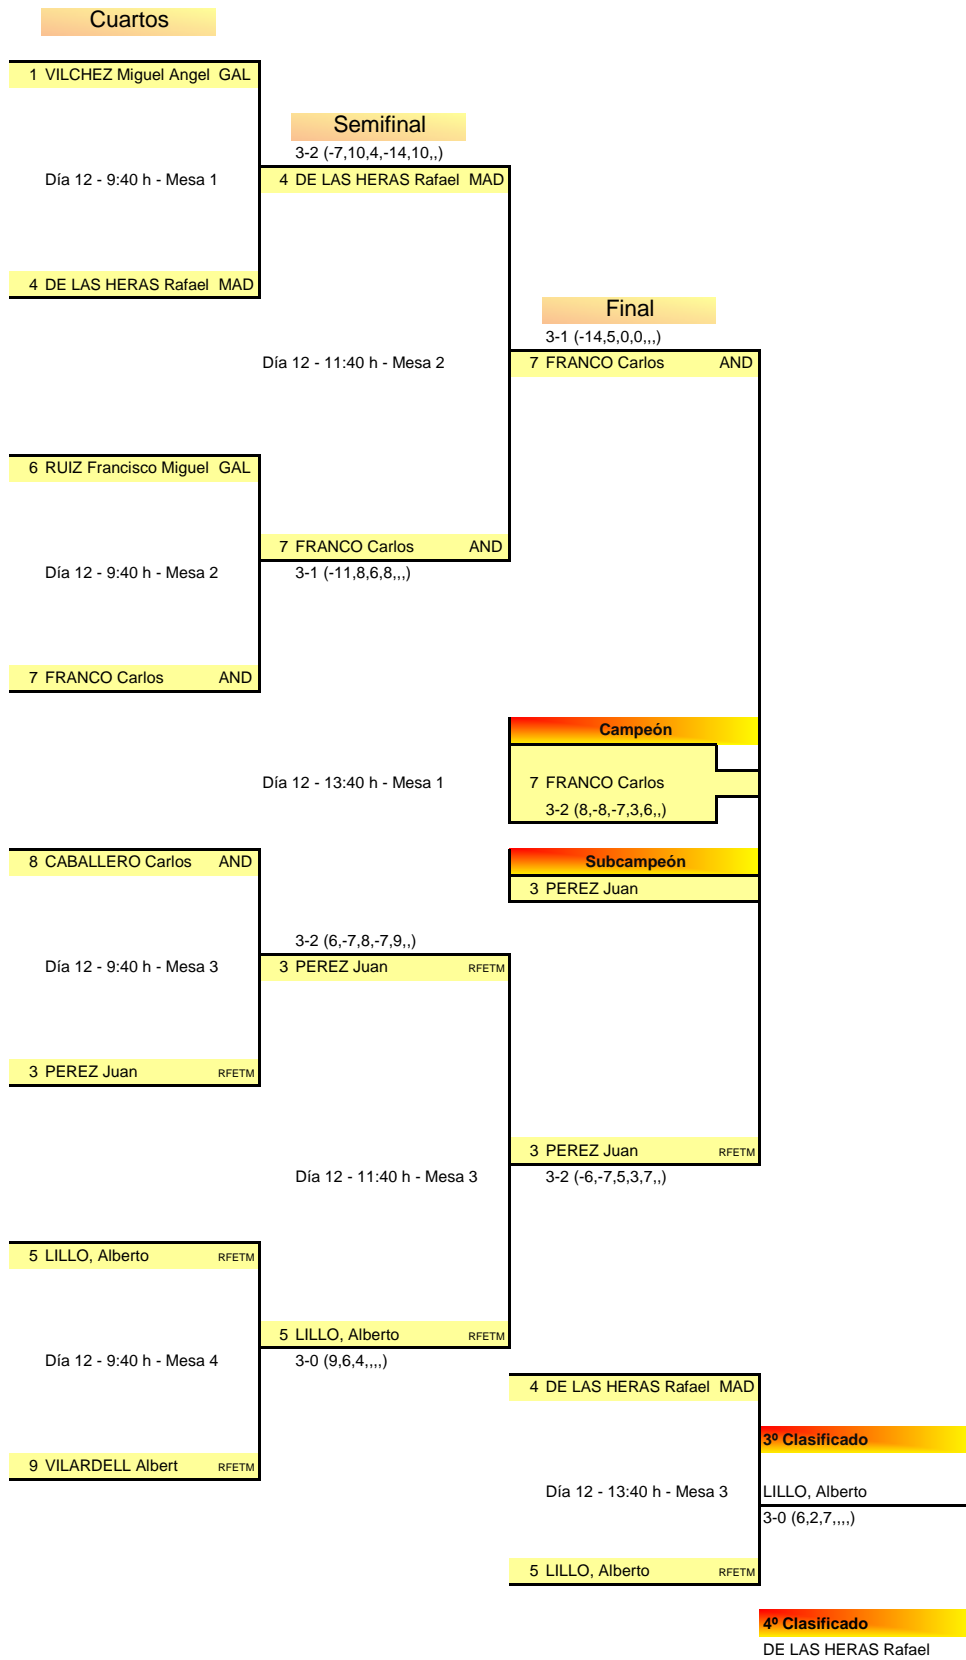 Cuartos
1 VILCHEZ Miguel Angel GAL
Semifinal
3-2 (-7,10,4,-14,10,,)
Día 12 - 9:40 h - Mesa 1
4 DE LAS HERAS Rafael MAD
4 DE LAS HERAS Rafael MAD
Final
3-1 (-14,5,0,0,,,)
Día 12 - 11:40 h - Mesa 2
7 FRANCO Carlos AND
6 RUIZ Francisco Miguel GAL
7 FRANCO Carlos AND
Día 12 - 9:40 h - Mesa 2
3-1 (-11,8,6,8,,,)
7 FRANCO Carlos AND
Campeón
Día 12 - 13:40 h - Mesa 1
7 FRANCO Carlos
3-2 (8,-8,-7,3,6,,)
8 CABALLERO Carlos AND
Subcampeón
3 PEREZ Juan
3-2 (6,-7,8,-7,9,,)
Día 12 - 9:40 h - Mesa 3
3 PEREZ Juan RFETM
3 PEREZ Juan RFETM
3 PEREZ Juan RFETM
Día 12 - 11:40 h - Mesa 3
3-2 (-6,-7,5,3,7,,)
5 LILLO, Alberto RFETM
5 LILLO, Alberto RFETM
Día 12 - 9:40 h - Mesa 4
3-0 (9,6,4,,,,)
4 DE LAS HERAS Rafael MAD
3º Clasificado
9 VILARDELL Albert RFETM
Día 12 - 13:40 h - Mesa 3
LILLO, Alberto
3-0 (6,2,7,,,,)
5 LILLO, Alberto RFETM
4º Clasificado
DE LAS HERAS Rafael